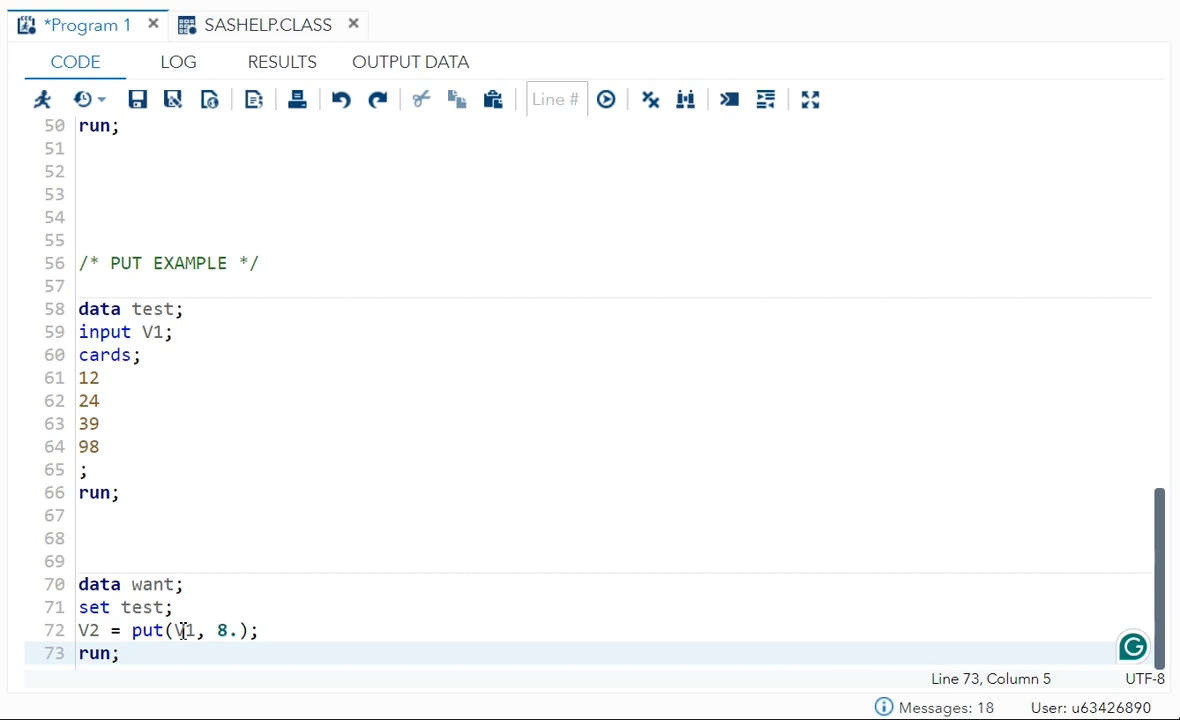 *Program 1 × SASHELP.CLASS ×
CODE LOG RESULTS OUTPUT DATA
Line #
50 run;
51
52
53
54
55
56 /* PUT EXAMPLE */
57
58 data test;
59 input V1;
60 cards;
61 12
62 24
63 39
64 98
65 ;
66 run;
67
68
69
70 data want;
71 set test;
72 V2 = put(V1, 8.);
73 run;
Line 73, Column 5 UTF-8
Messages: 18 User: u63426890